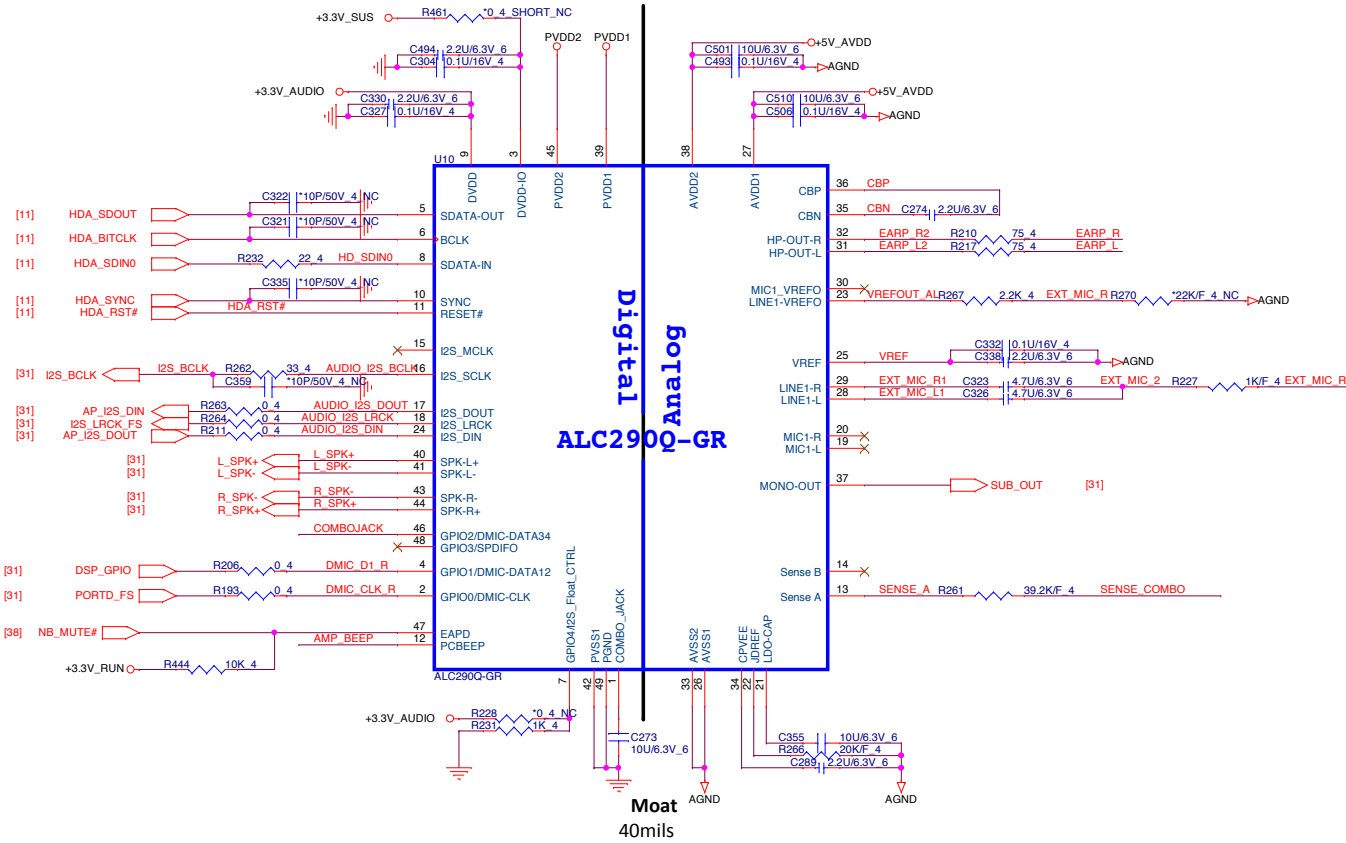 +3.3V_SUS
R461
*0_4_SHORT_NC
C494
2.2U/6.3V_6
C304
0.1U/16V_4
PVDD2
PVDD1
C501
10U/6.3V_6
+5V_AVDD
C493
0.1U/16V_4
AGND
+3.3V_AUDIO
C330
2.2U/6.3V_6
C327
0.1U/16V_4
C510
10U/6.3V_6
+5V_AVDD
C506
0.1U/16V_4
AGND
9
3
45
39
38
27
U10
DVDD
DVDD-IO
PVDD2
PVDD1
AVDD2
AVDD1
C322
*10P/50V_4_NC
[11]
HDA_SDOUT
5
SDATA-OUT
C321
*10P/50V_4_NC
[11]
HDA_BITCLK
6
BCLK
[11]
HDA_SDIN0
R232
22_4
HD_SDIN0
8
SDATA-IN
C335
*10P/50V_4_NC
[11]
HDA_SYNC
10
SYNC
[11]
HDA_RST#
HDA_RST#
11
RESET#
15
I2S_MCLK
[31]
I2S_BCLK
I2S_BCLK
R262
33_4
AUDIO_I2S_BCLK
16
I2S_SCLK
C359
*10P/50V_4_NC
[31]
AP_I2S_DIN
R263
0_4
AUDIO_I2S_DOUT
17
I2S_DOUT
[31]
I2S_LRCK_FS
R264
0_4
AUDIO_I2S_LRCK
18
I2S_LRCK
[31]
AP_I2S_DOUT
R211
0_4
AUDIO_I2S_DIN
24
I2S_DIN
[31]
L_SPK+
L_SPK+
40
SPK-L+
[31]
L_SPK-
L_SPK-
41
SPK-L-
[31]
R_SPK-
R_SPK-
43
SPK-R-
[31]
R_SPK+
R_SPK+
44
SPK-R+
COMBOJACK
46
GPIO2/DMIC-DATA34
48
GPIO3/SPDIFO
[31]
DSP_GPIO
R206
0_4
DMIC_D1_R
4
GPIO1/DMIC-DATA12
[31]
PORTD_FS
R193
0_4
DMIC_CLK_R
2
GPIO0/DMIC-CLK
[38]
NB_MUTE#
47
EAPD
AMP_BEEP
12
PCBEEP
+3.3V_RUN
R444
10K_4
Digital
Analog
ALC290Q-GR
CBP
36
CBP
CBN
35
CBN
C274
2.2U/6.3V_6
HP-OUT-R
32
EARP_R2
R210
75_4
EARP_R
HP-OUT-L
31
EARP_L2
R217
75_4
EARP_L
MIC1_VREFO
30
LINE1-VREFO
23
VREFOUT_AL
R267
2.2K_4
EXT_MIC_R
R270
*22K/F_4_NC
AGND
C332
0.1U/16V_4
VREF
25
VREF
C338
2.2U/6.3V_6
AGND
LINE1-R
29
EXT_MIC_R1
C323
4.7U/6.3V_6
EXT_MIC_2
R227
1K/F_4
EXT_MIC_R
LINE1-L
28
EXT_MIC_L1
C326
4.7U/6.3V_6
MIC1-R
20
MIC1-L
19
MONO-OUT
37
SUB_OUT
[31]
Sense B
14
Sense A
13
SENSE_A
R261
39.2K/F_4
SENSE_COMBO
GPIO4/I2S_Float_CTRL
PVSS1
PGND
COMBO_JACK
AVSS2
AVSS1
CPVEE
JDREF
LDO-CAP
ALC290Q-GR
7
42
49
1
33
26
34
22
21
+3.3V_AUDIO
R228
*0_4_NC
R231
1K_4
C273
10U/6.3V_6
C355
10U/6.3V_6
R266
20K/F_4
C289
2.2U/6.3V_6
AGND
AGND
Moat
40mils